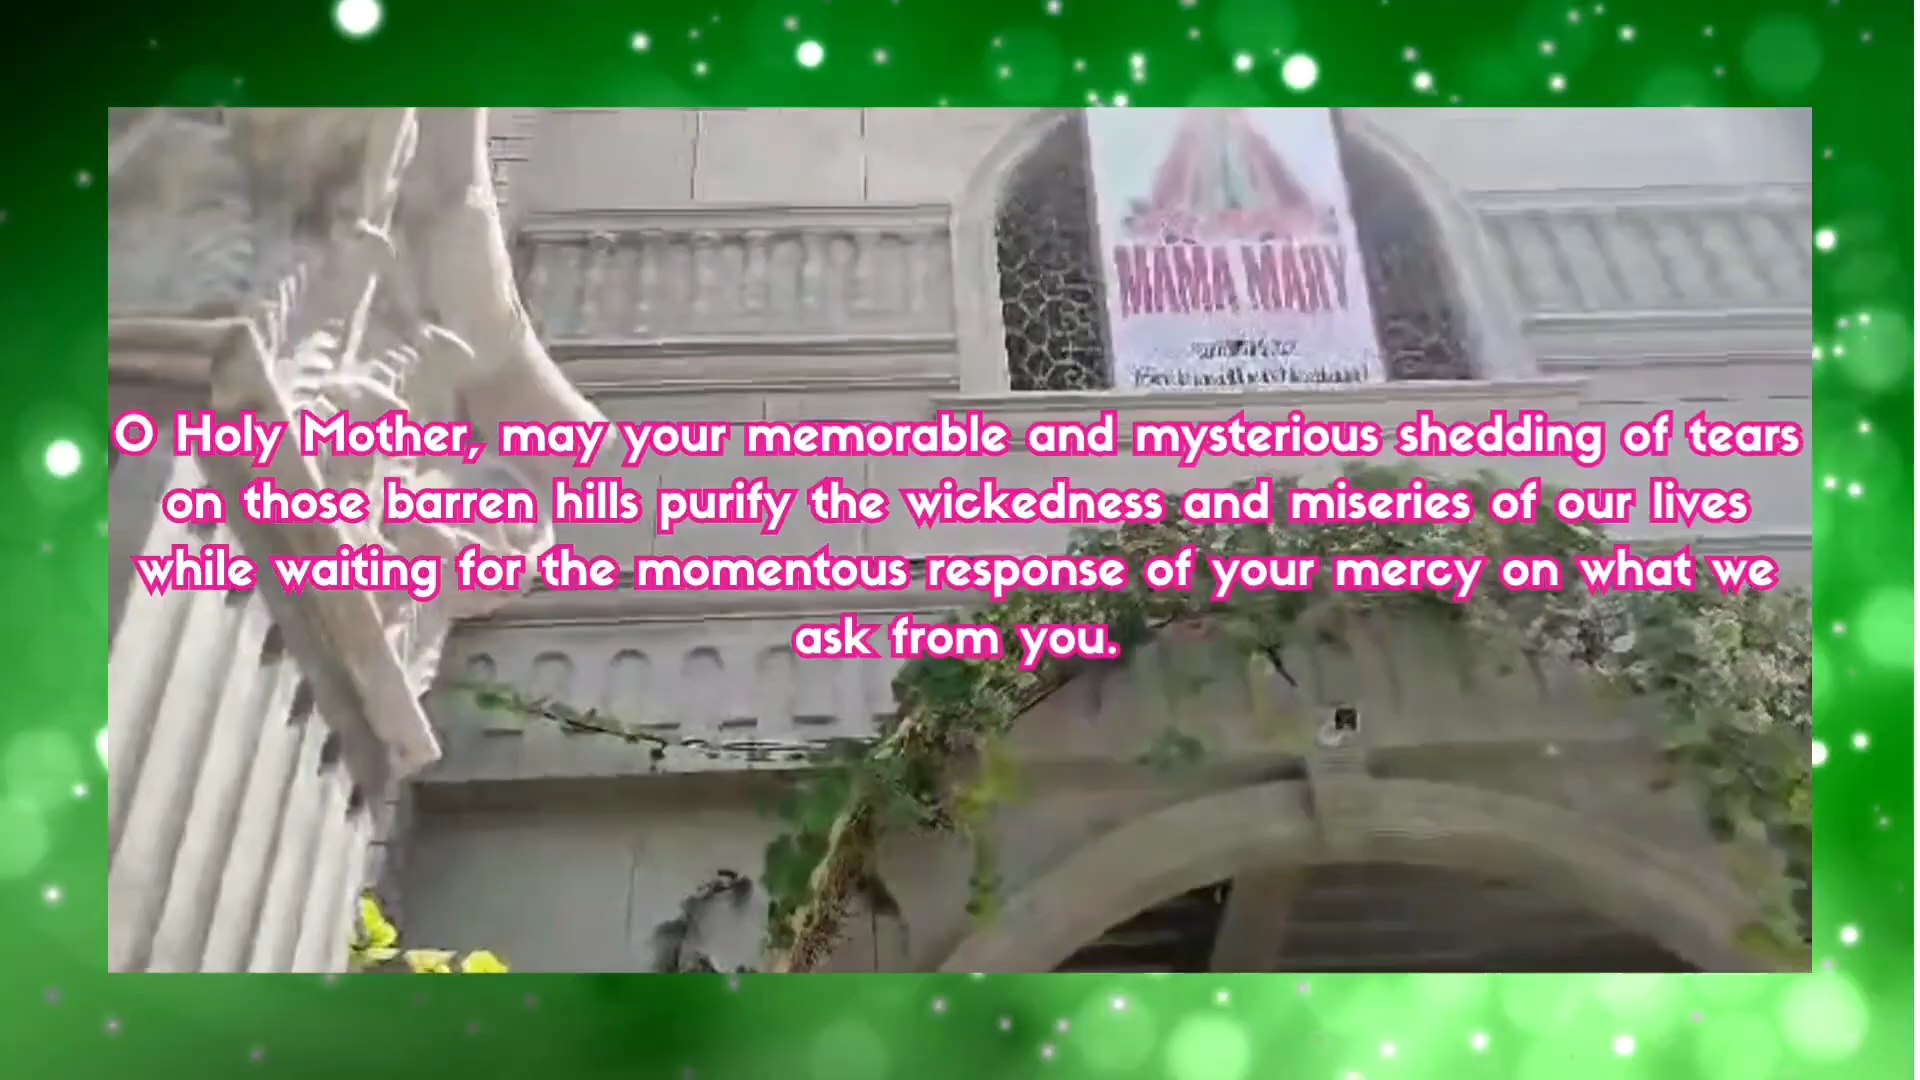 MAMA MARY
O Holy Mother, may your memorable and mysterious shedding of tears
on those barren hills purify the wickedness and miseries of our lives
while waiting for the momentous response of your mercy on what we
ask from you.